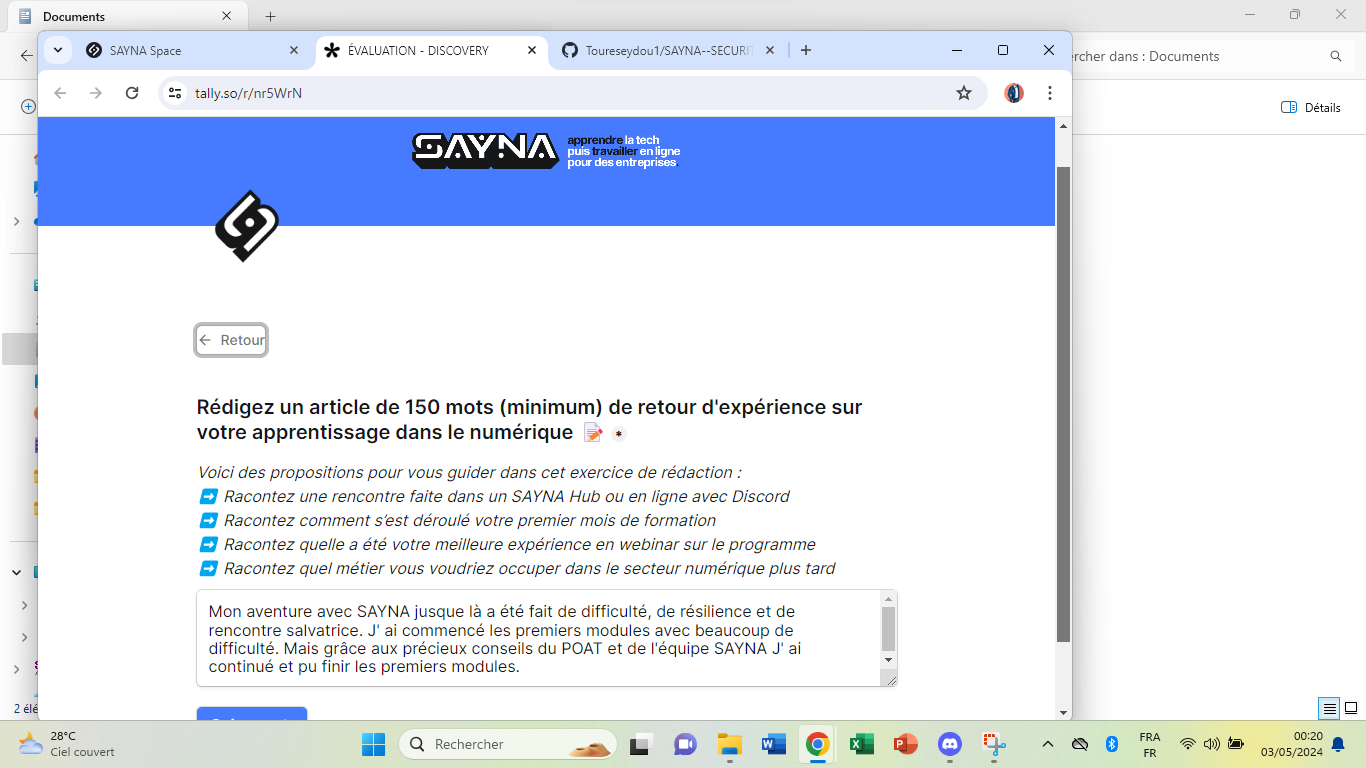 Documents
SAYNA Space
ÉVALUATION - DISCOVERY
Toureseydou1/SAYNA--SECURI
ercher dans : Documents
tally.so/r/nr5WrN
Détails
SAYNA
apprendre la tech
puis travailler en ligne
pour des entreprises.
← Retour
Rédigez un article de 150 mots (minimum) de retour d'expérience sur
votre apprentissage dans le numérique 📝 *
Voici des propositions pour vous guider dans cet exercice de rédaction :
➡️ Racontez une rencontre faite dans un SAYNA Hub ou en ligne avec Discord
➡️ Racontez comment s’est déroulé votre premier mois de formation
➡️ Racontez quelle a été votre meilleure expérience en webinar sur le programme
➡️ Racontez quel métier vous voudriez occuper dans le secteur numérique plus tard
Mon aventure avec SAYNA jusque là a été fait de difficulté, de résilience et de
rencontre salvatrice. J' ai commencé les premiers modules avec beaucoup de
difficulté. Mais grâce aux précieux conseils du POAT et de l'équipe SAYNA J' ai
continué et pu finir les premiers modules.
2 élé
28°C
Ciel couvert
Rechercher
FRA
FR
00:20
03/05/2024